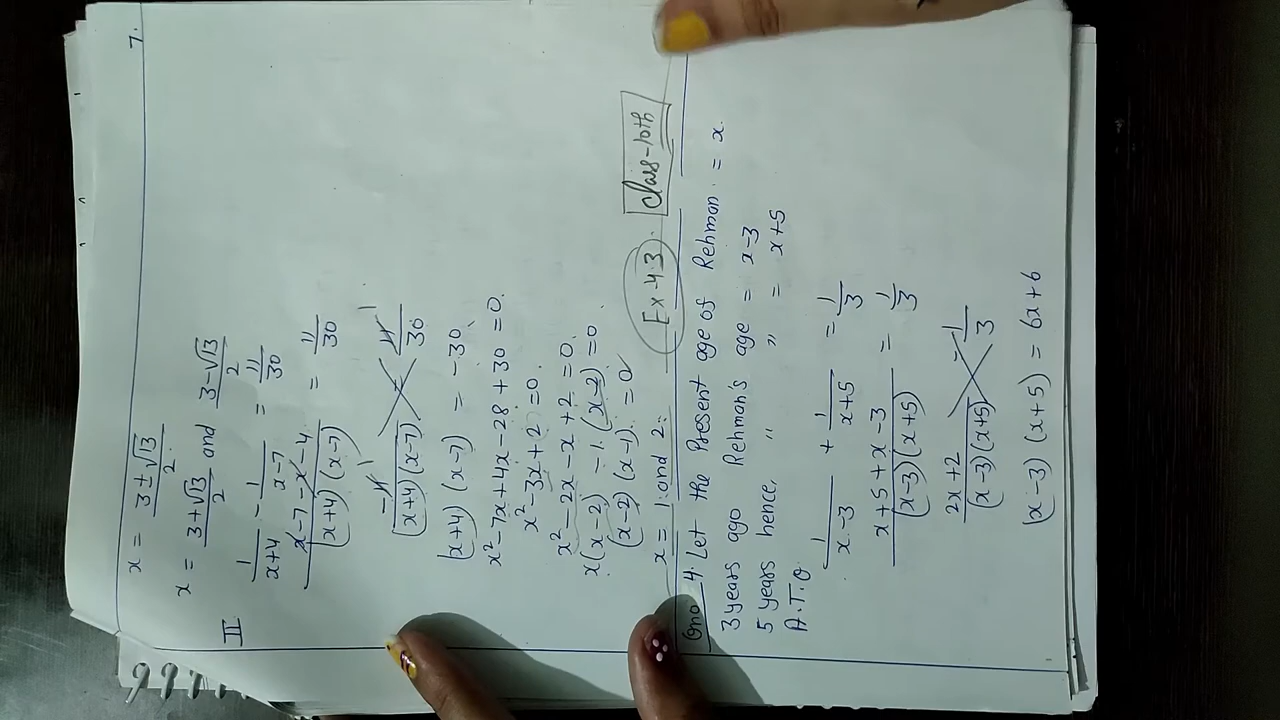 7.
x = 3 ± √13 / 2
x = 3+√13 / 2 and 3-√13 / 2
II 1/x+4 - 1/x-7 = 11/30
x-7-x-4 / (x+4)(x-7) = 11/30
-11 / (x+4)(x-7) = 11/30
(x+4)(x-7) = -30
x²-7x+4x-28+30 = 0.
x²-3x+2 = 0.
x²-2x-x+2 = 0.
x(x-2) -1.(x-2) = 0
(x-2)(x-1) = 0
x = 1 and 2. Ex-4.3. Class-10th
Qno-4. Let the Present age of Rehman = x.
3 years ago Rehman's age = x-3
5 years hence, " " = x+5
A.T.Q
1/x-3 + 1/x+5 = 1/3
x+5+x-3 / (x-3)(x+5) = 1/3
2x+2 / (x-3)(x+5) = 1/3
(x-3)(x+5) = 6x+6